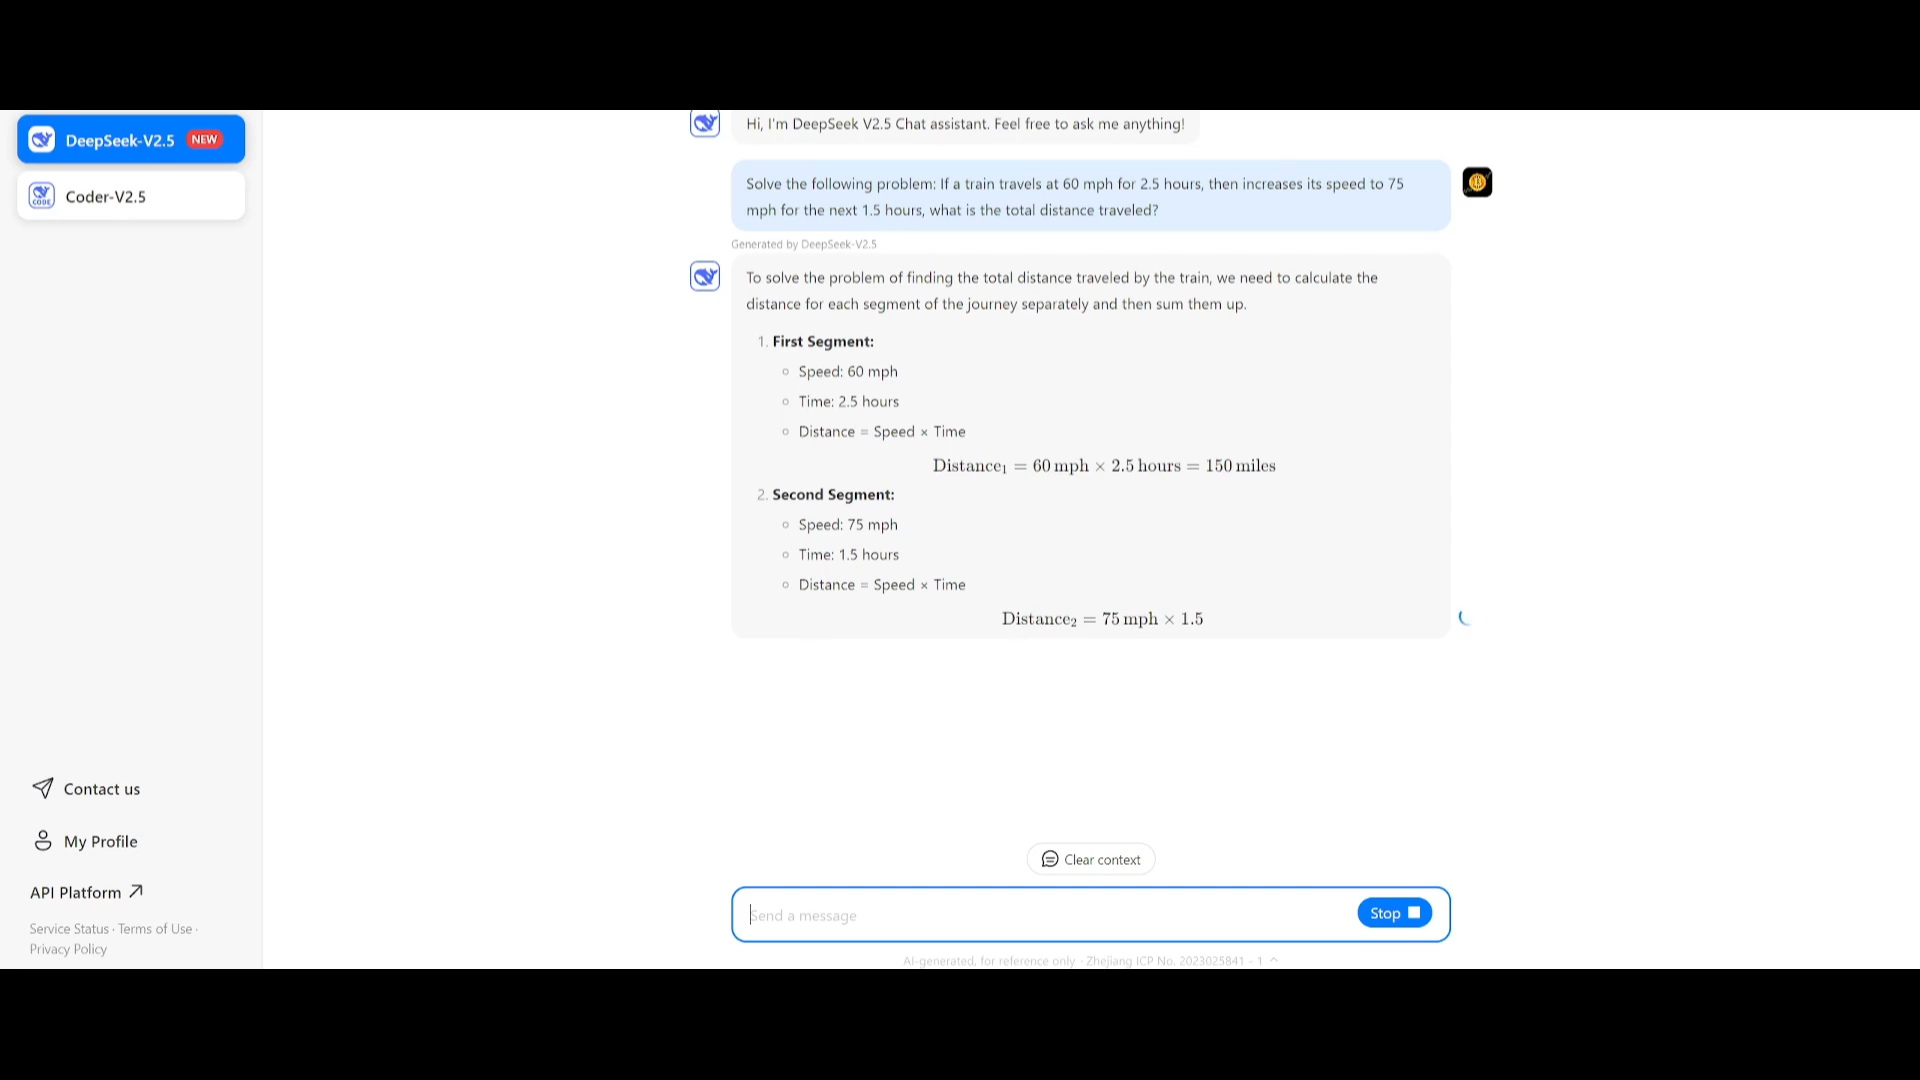 DeepSeek-V2.5 NEW
Coder-V2.5
Contact us
My Profile
API Platform
Service Status · Terms of Use ·
Privacy Policy
Hi, I'm DeepSeek V2.5 Chat assistant. Feel free to ask me anything!
Solve the following problem: If a train travels at 60 mph for 2.5 hours, then increases its speed to 75
mph for the next 1.5 hours, what is the total distance traveled?
Generated by DeepSeek-V2.5
To solve the problem of finding the total distance traveled by the train, we need to calculate the
distance for each segment of the journey separately and then sum them up.
1. First Segment:
Speed: 60 mph
Time: 2.5 hours
Distance = Speed × Time
Distance₁ = 60 mph × 2.5 hours = 150 miles
2. Second Segment:
Speed: 75 mph
Time: 1.5 hours
Distance = Speed × Time
Distance₂ = 75 mph × 1.5
Clear context
Send a message
Stop
AI-generated, for reference only · Zhejiang ICP No. 2023025841 - 1